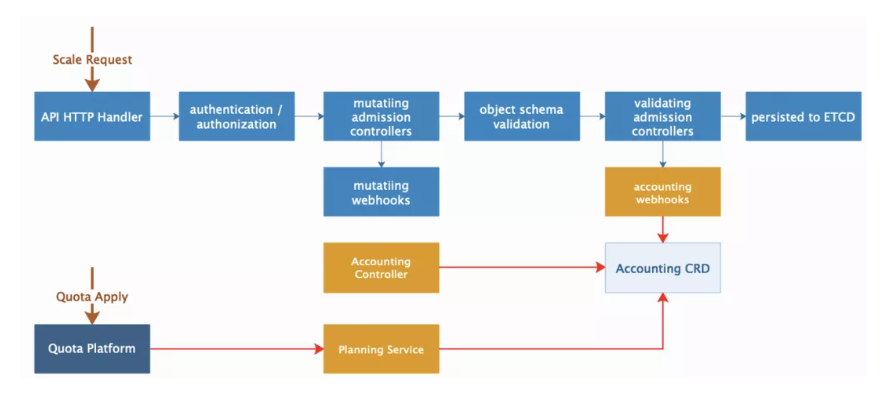 Scale Request
API HTTP Handler
authentication /
authonization
mutatiing
admission
controllers
object schema
validation
validating
admission
controllers
persisted to ETCD
mutatiing
webhooks
accounting
webhooks
Accounting
Controller
Accounting CRD
Quota Apply
Quota Platform
Planning Service